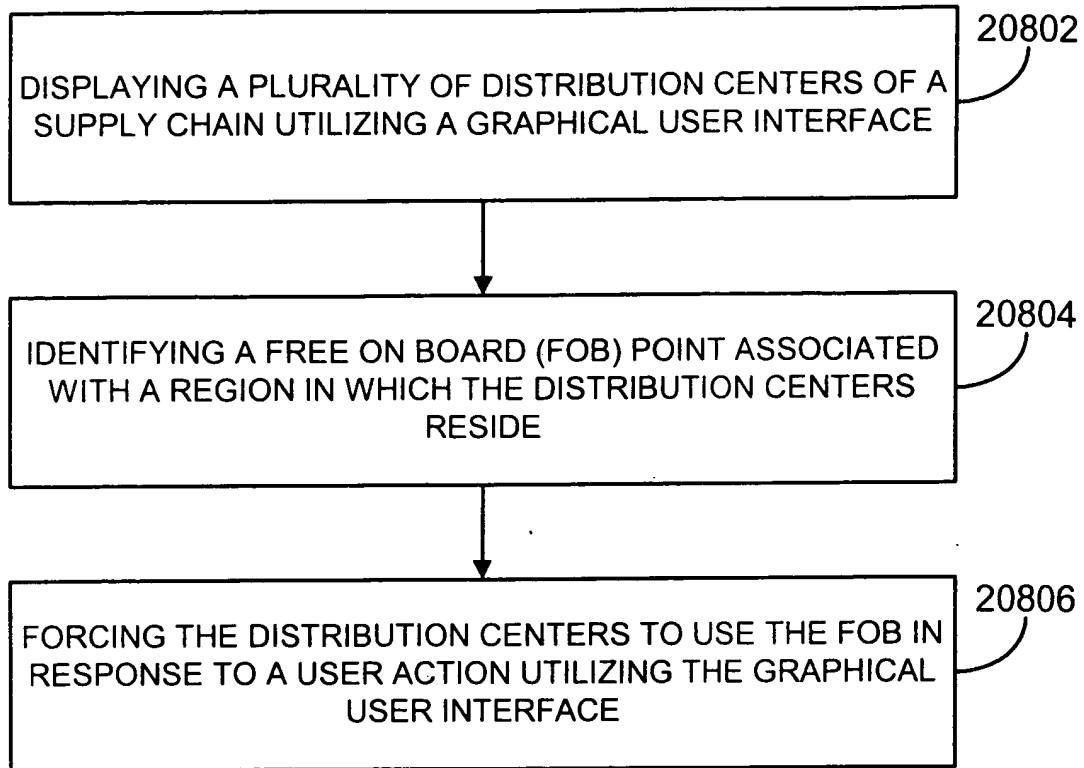 20802
DISPLAYING A PLURALITY OF DISTRIBUTION CENTERS OF A
SUPPLY CHAIN UTILIZING A GRAPHICAL USER INTERFACE
20804
IDENTIFYING A FREE ON BOARD (FOB) POINT ASSOCIATED
WITH A REGION IN WHICH THE DISTRIBUTION CENTERS
RESIDE
20806
FORCING THE DISTRIBUTION CENTERS TO USE THE FOB IN
RESPONSE TO A USER ACTION UTILIZING THE GRAPHICAL
USER INTERFACE